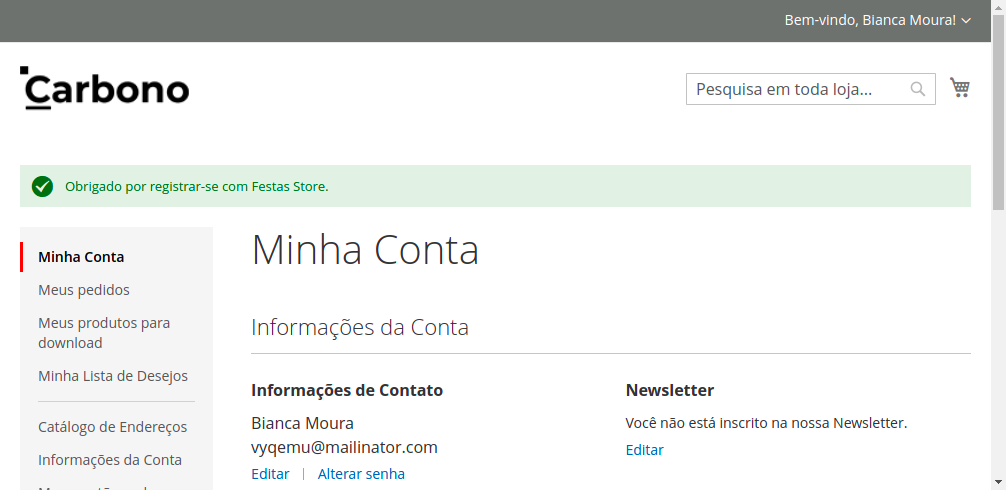 Bem-vindo, Bianca Moura!
Carbono
Pesquisa em toda loja...
Obrigado por registrar-se com Festas Store.
Minha Conta
Meus pedidos
Meus produtos para
download
Minha Lista de Desejos
Catálogo de Endereços
Informações da Conta
Minha Conta
Informações da Conta
Informações de Contato
Bianca Moura
vyqemu@mailinator.com
Editar | Alterar senha
Newsletter
Você não está inscrito na nossa Newsletter.
Editar